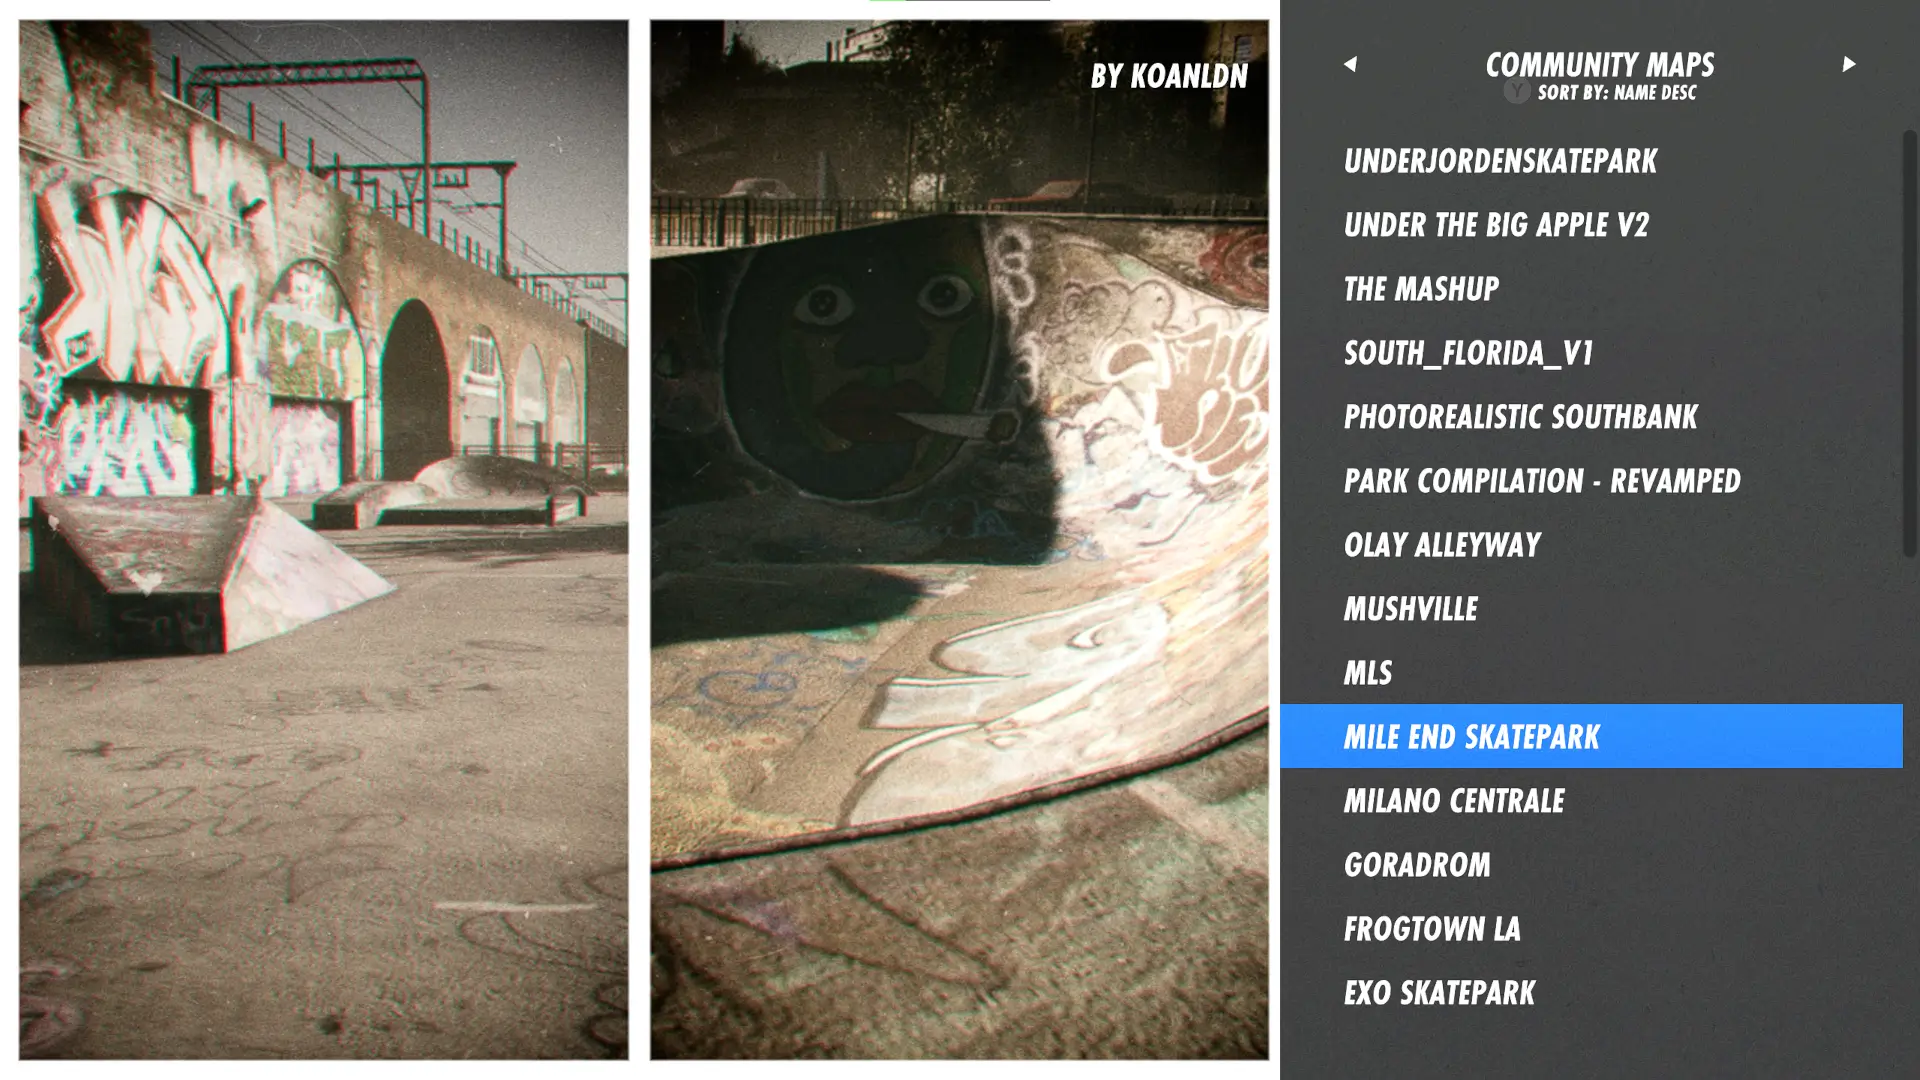 BY KOANLDN
COMMUNITY MAPS
Y SORT BY: NAME DESC
UNDERJORDENSKATEPARK
UNDER THE BIG APPLE V2
THE MASHUP
SOUTH_FLORIDA_V1
PHOTOREALISTIC SOUTHBANK
PARK COMPILATION - REVAMPED
OLAY ALLEYWAY
MUSHVILLE
MLS
MILE END SKATEPARK
MILANO CENTRALE
GORADROM
FROGTOWN LA
EXO SKATEPARK